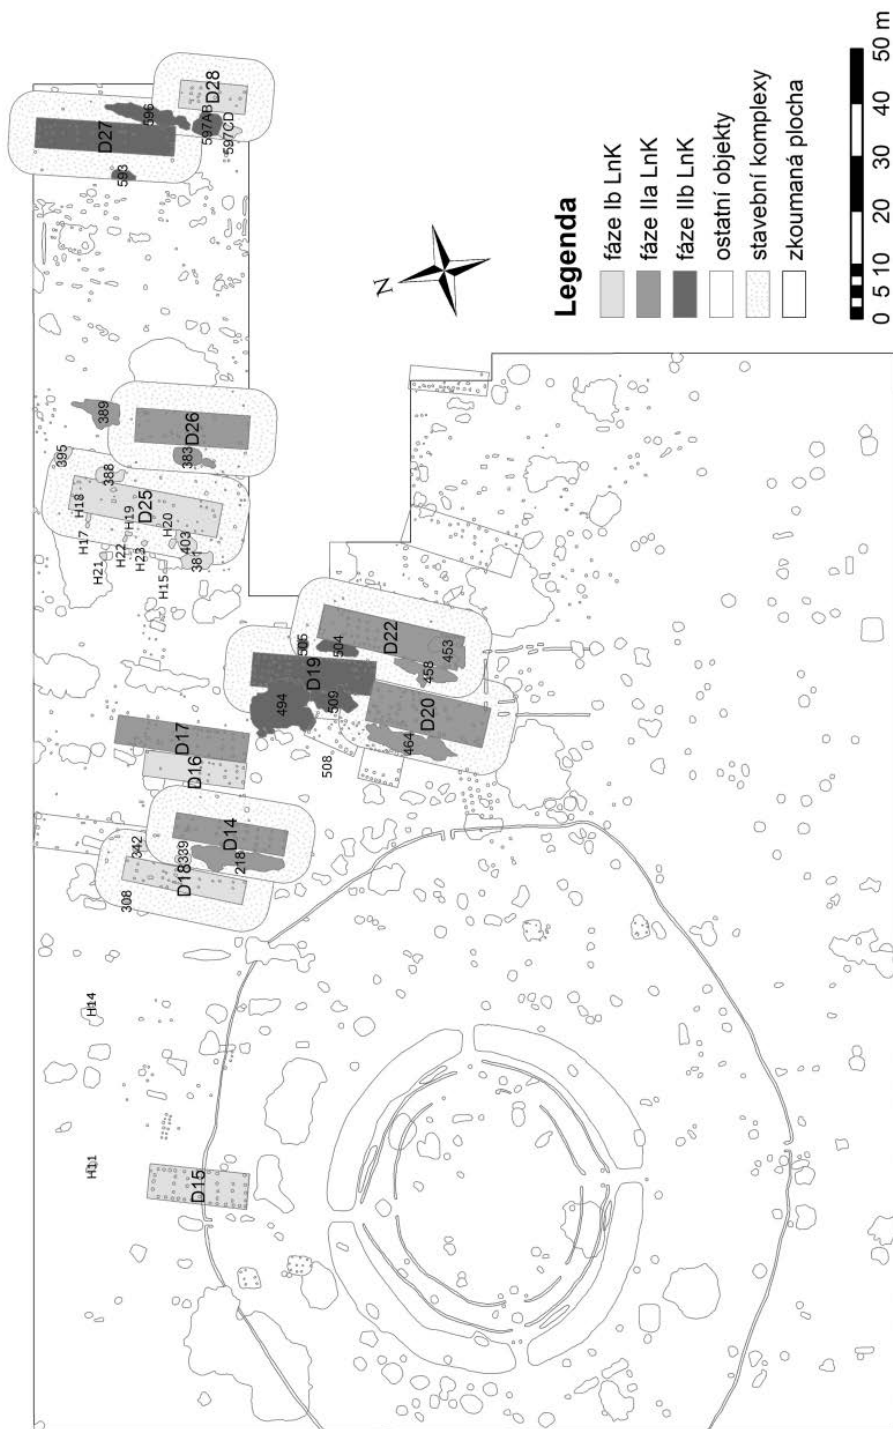 D27
596
593
597AB
597CD
D28
395
389
388
383
D26
H18
D25
H17
H19
H20
H22
H21
H23
403
381
H15
505
504
D22
453
458
D19
494
509
D20
464
508
D17
D16
D14
218
339
342
D18
308
H14
H11
D15
N
Legenda
fáze Ib LnK
fáze IIa LnK
fáze IIb LnK
ostatní objekty
stavební komplexy
zkoumaná plocha
0 5 10 20 30 40 50 m